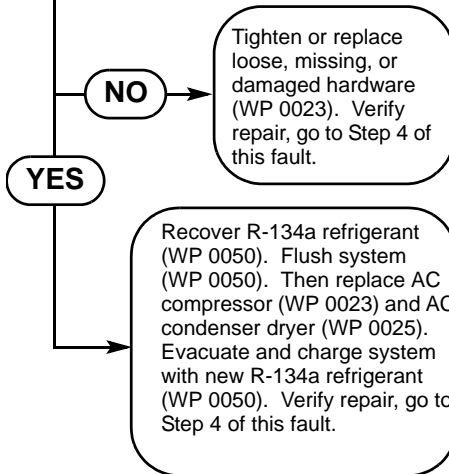 NO
Tighten or replace
loose, missing, or
damaged hardware
(WP 0023).  Verify
repair, go to Step 4 of
this fault.
YES
Recover R-134a refrigerant
(WP 0050).  Flush system
(WP 0050).  Then replace AC
compressor (WP 0023) and AC
condenser dryer (WP 0025).
Evacuate and charge system
with new R-134a refrigerant
(WP 0050).  Verify repair, go to
Step 4 of this fault.